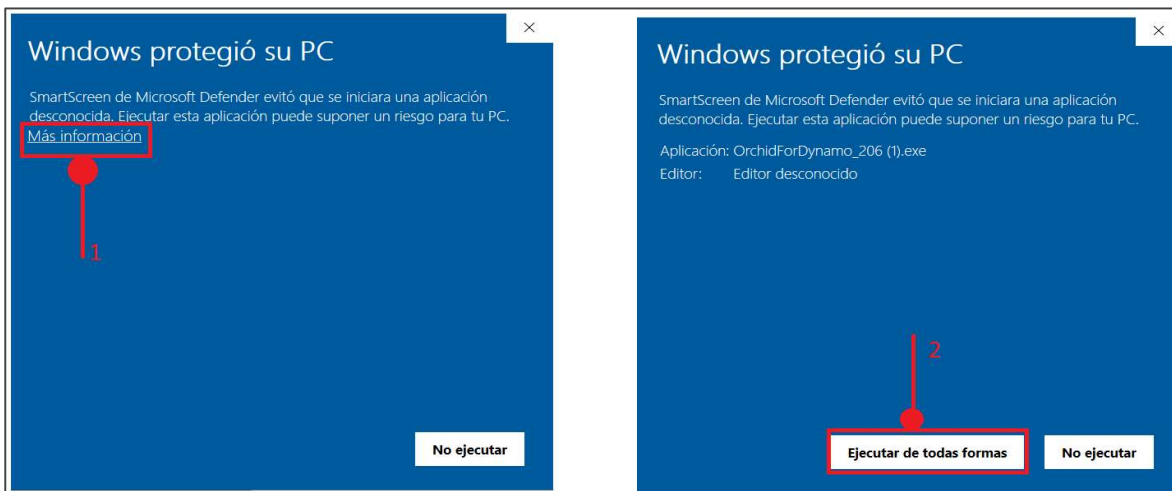 Windows protegió su PC
SmartScreen de Microsoft Defender evitó que se iniciara una aplicación
desconocida. Ejecutar esta aplicación puede suponer un riesgo para tu PC.
Más información
1
No ejecutar
Windows protegió su PC
SmartScreen de Microsoft Defender evitó que se iniciara una aplicación
desconocida. Ejecutar esta aplicación puede suponer un riesgo para tu PC.
Aplicación: OrchidForDynamo_206 (1).exe
Editor: Editor desconocido
2
Ejecutar de todas formas
No ejecutar